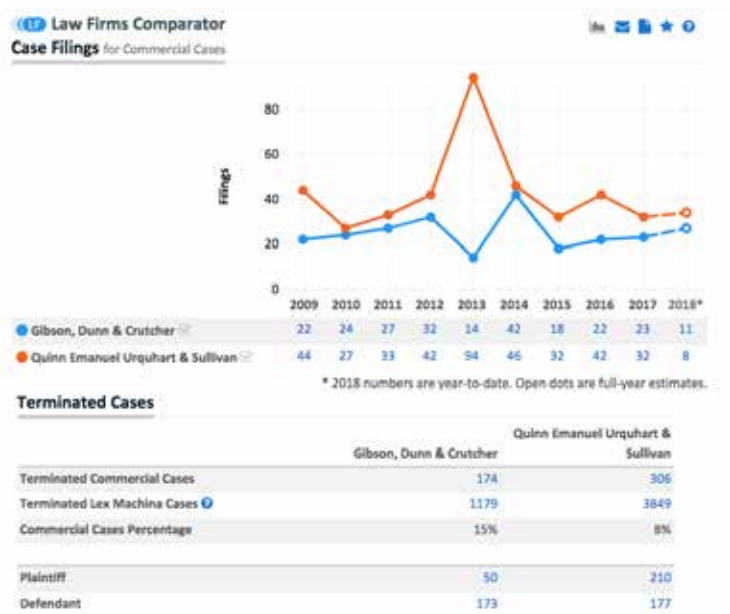 LF Law Firms Comparator
Case Filings for Commercial Cases
80
60
40
20
0
Filings
2009 2010 2011 2012 2013 2014 2015 2016 2017 2018*
Gibson, Dunn & Crutcher 22 24 27 32 14 42 18 22 23 11
Quinn Emanuel Urquhart & Sullivan 44 27 33 42 94 46 32 42 32 8
* 2018 numbers are year-to-date. Open dots are full-year estimates.
Terminated Cases
Quinn Emanuel Urquhart &
Gibson, Dunn & Crutcher Sullivan
Terminated Commercial Cases 174 306
Terminated Lex Machina Cases ? 1179 3849
Commercial Cases Percentage 15% 8%
Plaintiff 50 210
Defendant 173 177